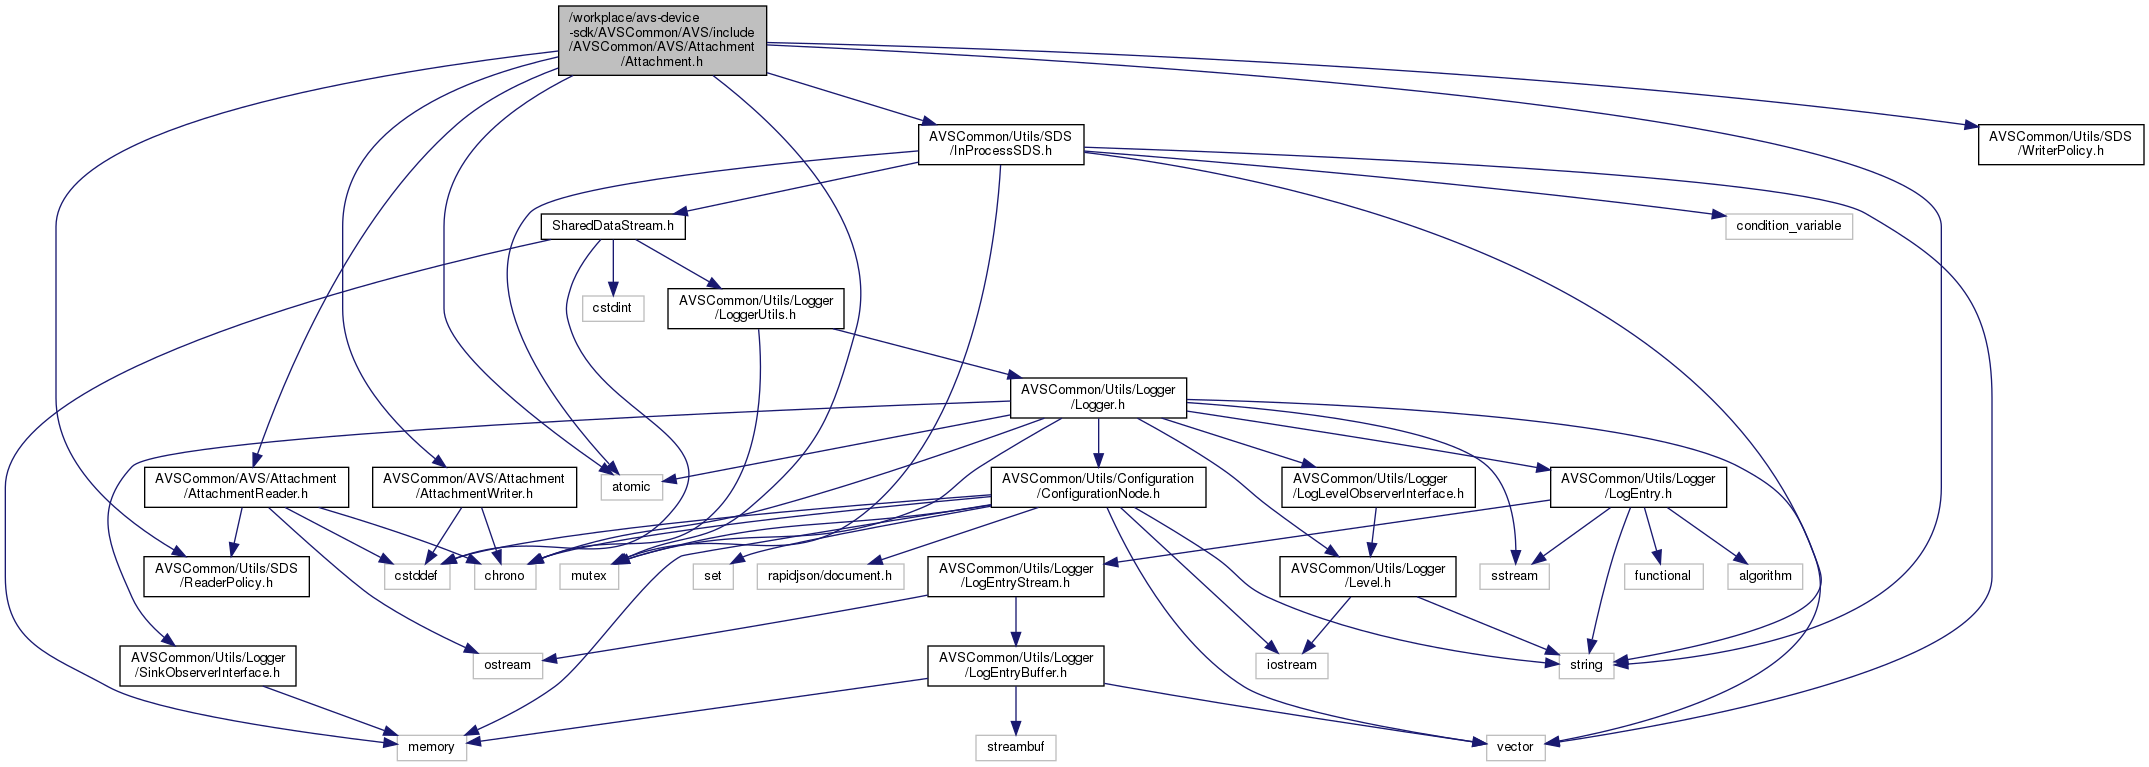 /workplace/avs-device
-sdk/AVSCommon/AVS/include
/AVSCommon/AVS/Attachment
/Attachment.h
AVSCommon/Utils/SDS
/InProcessSDS.h
AVSCommon/Utils/SDS
/WriterPolicy.h
SharedDataStream.h
condition_variable
cstdint
AVSCommon/Utils/Logger
/LoggerUtils.h
AVSCommon/Utils/Logger
/Logger.h
AVSCommon/AVS/Attachment
/AttachmentReader.h
AVSCommon/AVS/Attachment
/AttachmentWriter.h
atomic
AVSCommon/Utils/Configuration
/ConfigurationNode.h
AVSCommon/Utils/Logger
/LogLevelObserverInterface.h
AVSCommon/Utils/Logger
/LogEntry.h
AVSCommon/Utils/SDS
/ReaderPolicy.h
cstddef
chrono
mutex
set
rapidjson/document.h
AVSCommon/Utils/Logger
/LogEntryStream.h
AVSCommon/Utils/Logger
/Level.h
sstream
functional
algorithm
AVSCommon/Utils/Logger
/SinkObserverInterface.h
ostream
AVSCommon/Utils/Logger
/LogEntryBuffer.h
iostream
string
memory
streambuf
vector